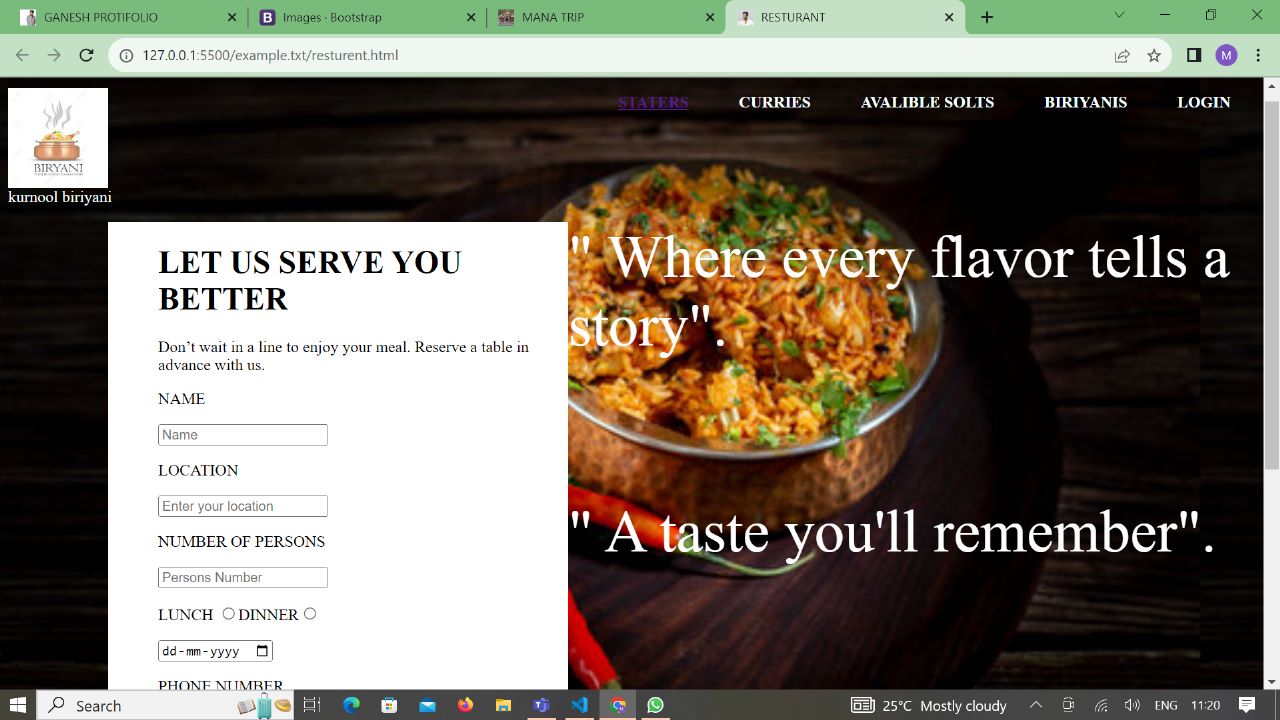 GANESH PROTIFOLIO
Images · Bootstrap
MANA TRIP
RESTURANT
127.0.0.1:5500/example.txt/resturent.html
M
STATERS
CURRIES
AVALIBLE SOLTS
BIRIYANIS
LOGIN
BIRYANI
kurnool biriyani
LET US SERVE YOU
BETTER
Don’t wait in a line to enjoy your meal. Reserve a table in
advance with us.
NAME
Name
LOCATION
Enter your location
NUMBER OF PERSONS
Persons Number
LUNCH DINNER
dd-mm-yyyy
PHONE NUMBER
" Where every flavor tells a
story".
" A taste you'll remember".
Search
25°C Mostly cloudy
ENG
11:20